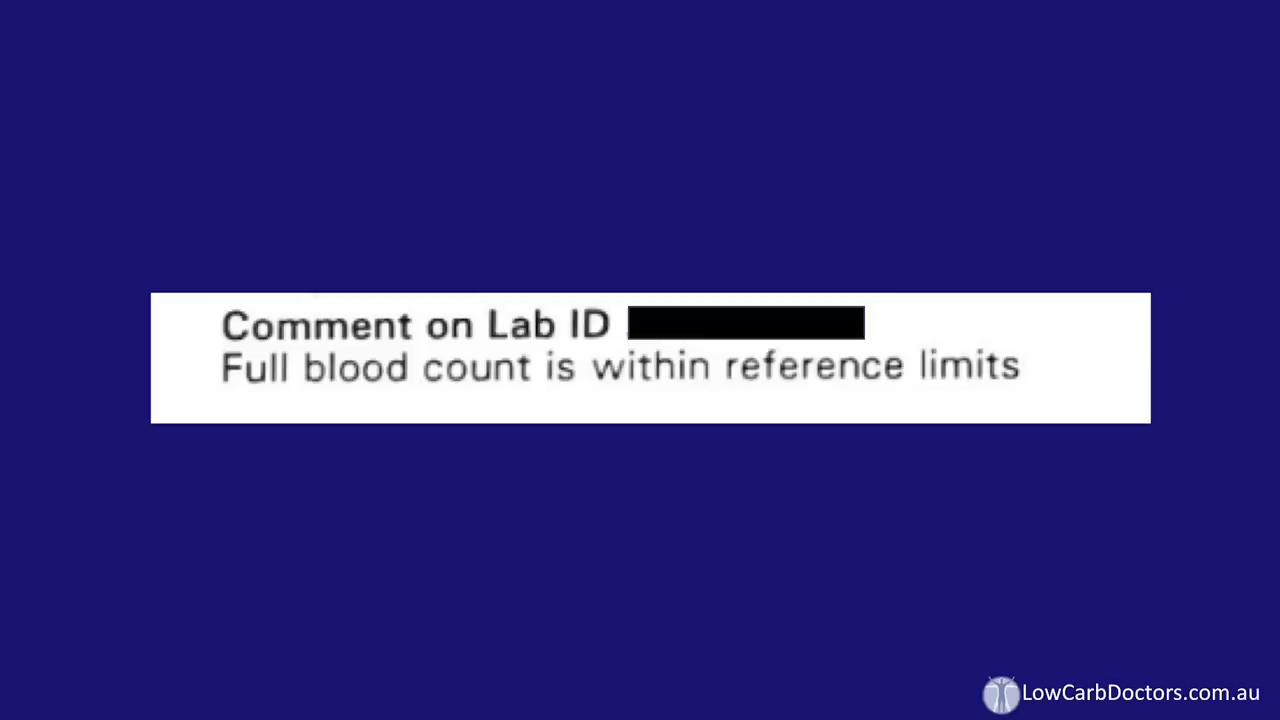 Comment on Lab ID
Full blood count is within reference limits
LowCarbDoctors.com.au